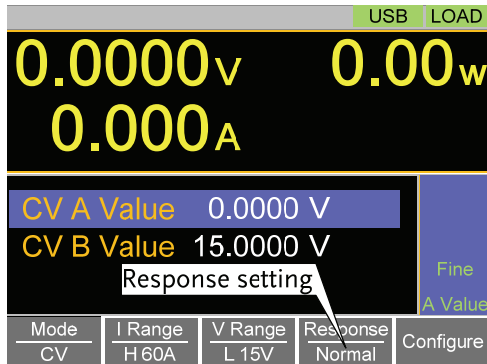 USB LOAD
0.0000V 0.00W
0.000A
CV A Value 0.0000 V
CV B Value 15.0000 V
Response setting
Fine
A Value
Mode I Range V Range Response Configure
CV H 60A L 15V Normal